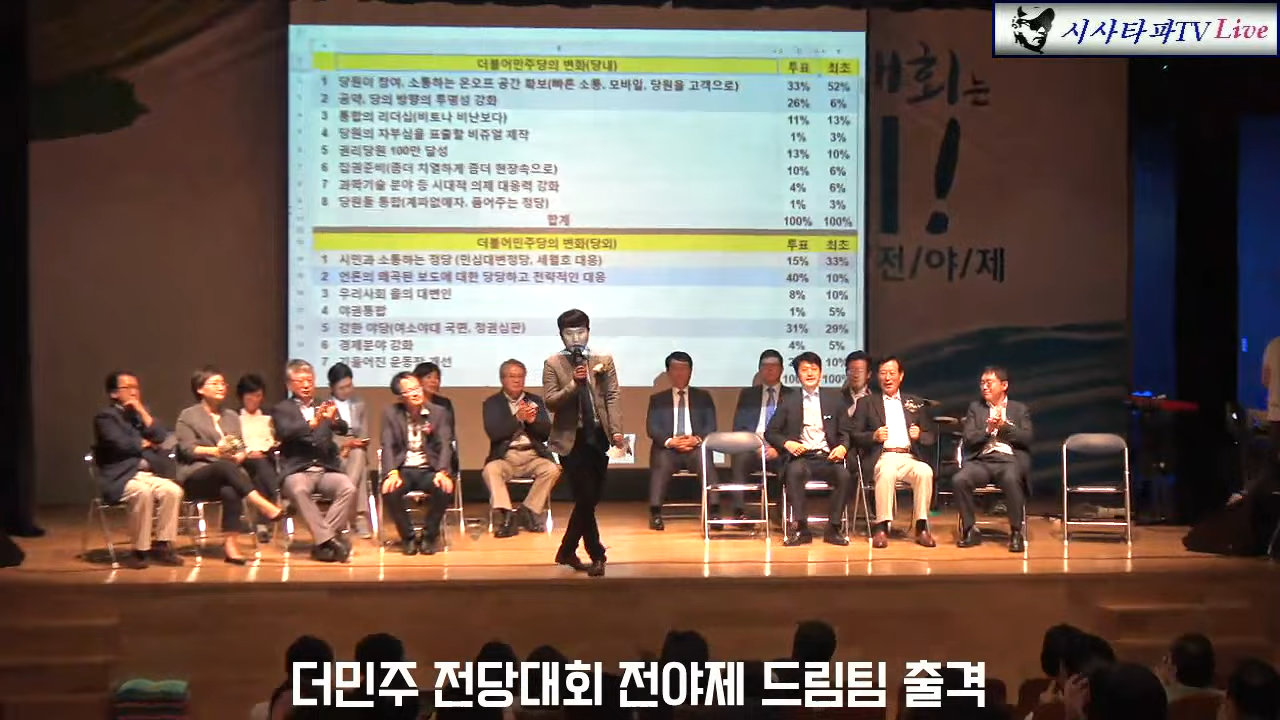 시사타파TV Live
더불어민주당의 변화(당내) 투표 최초
1 당원이 참여, 소통하는 온오프 공간 확보(빠른 소통, 모바일, 당원을 고객으로) 33% 52%
2 공약, 당의 방향의 투명성 강화 26% 6%
3 통합의 리더십(비토나 비난보다) 11% 13%
4 당원의 자부심을 표출할 비쥬얼 제작 1% 3%
5 권리당원 100만 달성 13% 10%
6 집권준비(좀더 치열하게 좀더 현장속으로) 10% 6%
7 과학기술 분야 등 시대적 의제 대응력 강화 4% 6%
8 당원들 통합(계파없애자, 품어주는 정당) 1% 3%
합계 100% 100%
더불어민주당의 변화(당외) 투표 최초
1 시민과 소통하는 정당 (민심대변정당, 세월호 대응) 15% 33%
2 언론의 왜곡된 보도에 대한 당당하고 전략적인 대응 40% 10%
3 우리사회 을의 대변인 8% 10%
4 야권통합 1% 5%
5 강한 야당(여소야대 국면, 정권심판) 31% 29%
6 경제분야 강화 4% 5%
7 기울어진 운동장 개선 10%
대회는
!
전/야/제
더민주 전당대회 전야제 드림팀 출격